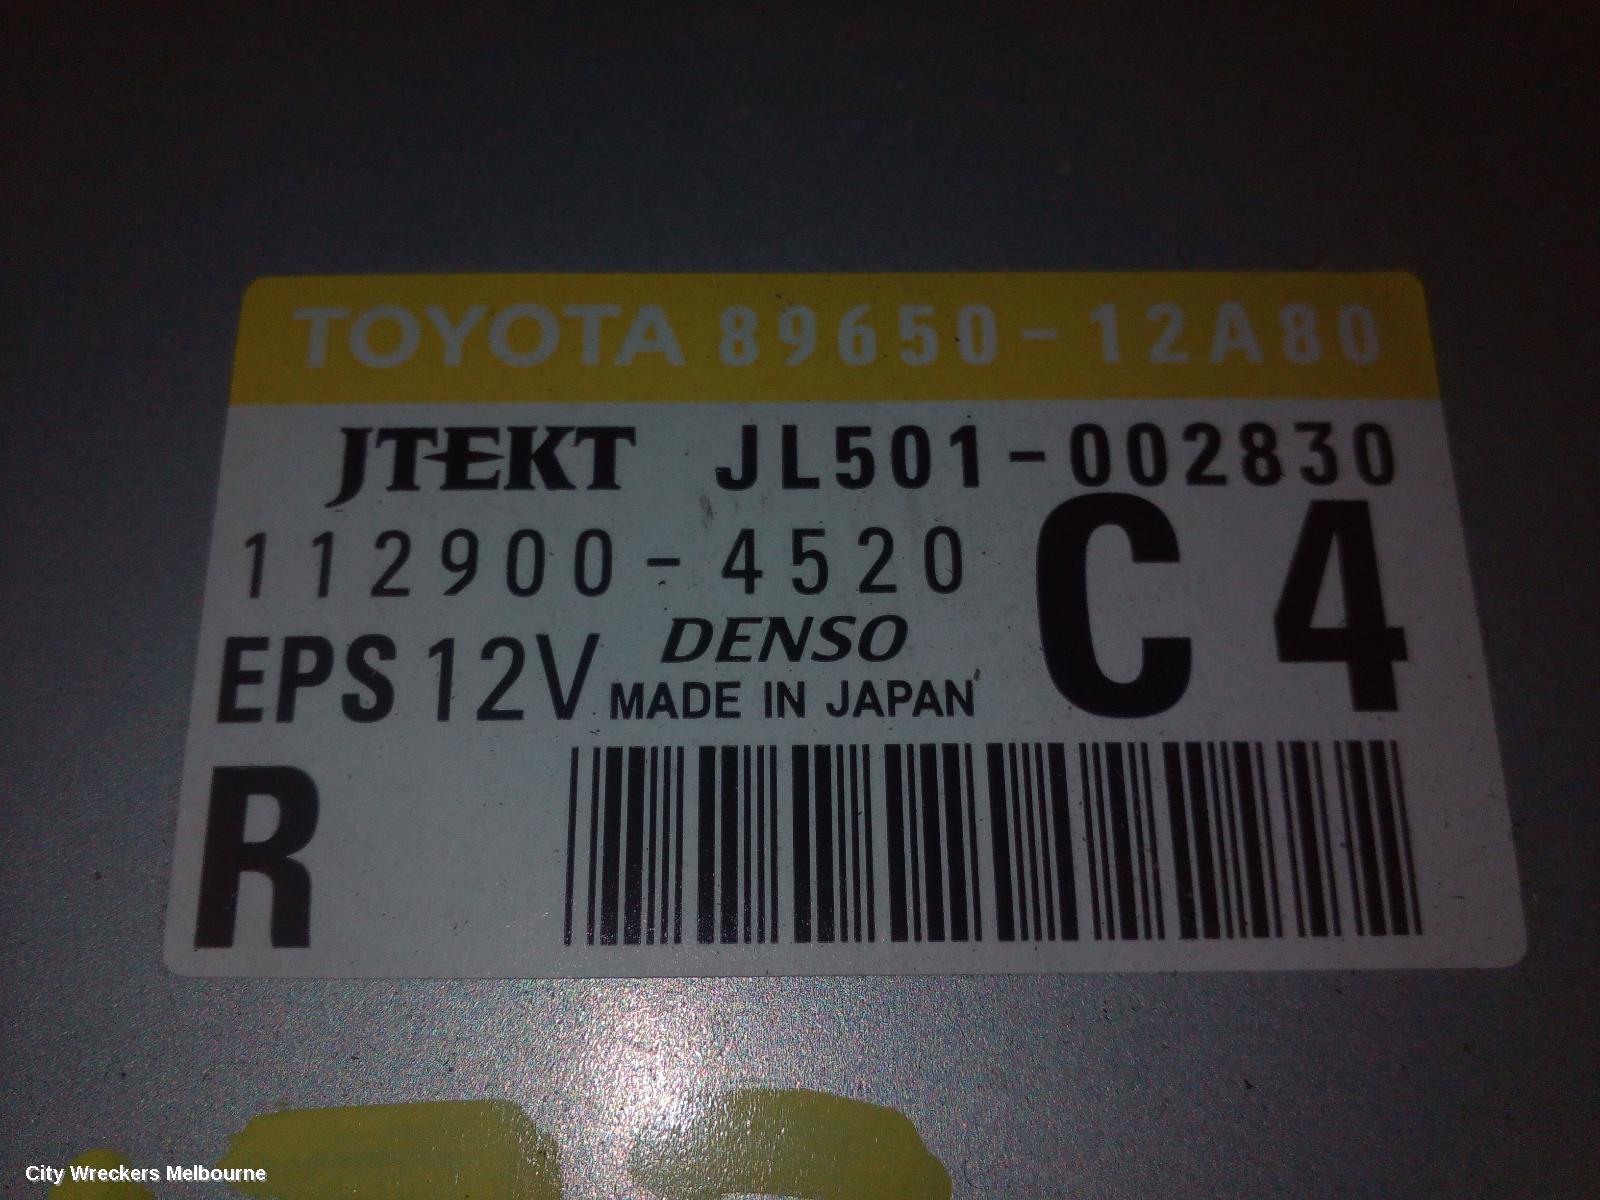 TOYOTA 89650-12A80
JTEKT JL501-002830
112900-4520 C4
EPS 12V DENSO
MADE IN JAPAN
R
City Wreckers Melbourne